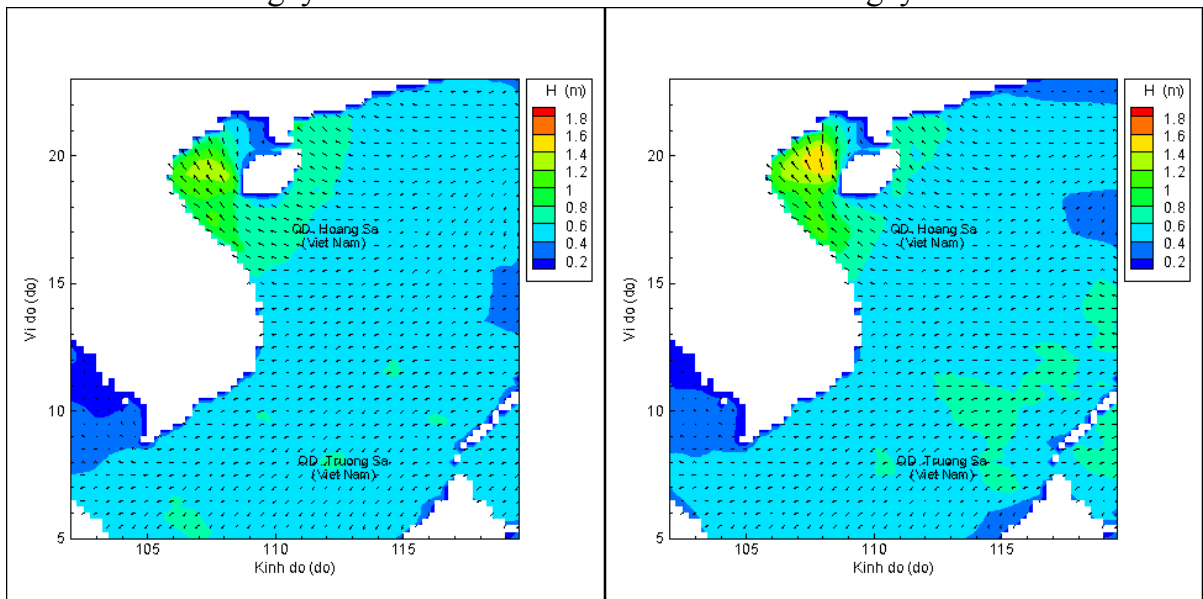 H (m)
1.8
1.6
1.4
1.2
1
0.8
0.6
0.4
0.2
20
15
10
5
Vi do (do)
QD. Hoang Sa
(Viet Nam)
QD. Truong Sa
(Viet Nam)
105
110
115
Kinh do (do)
H (m)
1.8
1.6
1.4
1.2
1
0.8
0.6
0.4
0.2
20
15
10
5
Vi do (do)
QD. Hoang Sa
(Viet Nam)
QD. Truong Sa
(Viet Nam)
105
110
115
Kinh do (do)